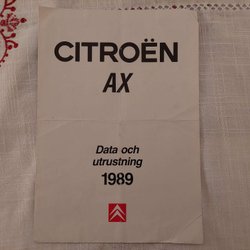 CITROËN
AX
Data och
utrustning
1989